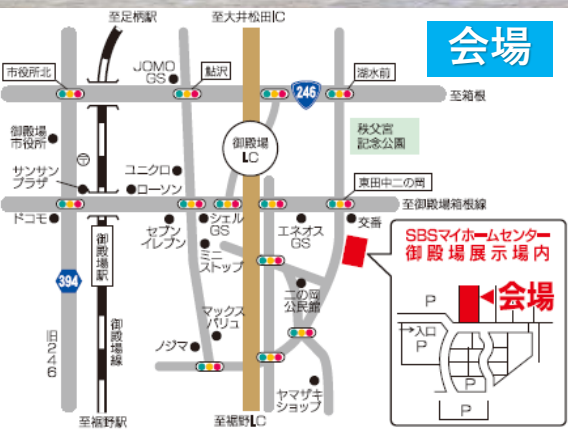 至足柄駅
至大井松田IC
会場
市役所北
JOMO
GS
鮎沢
湖水前
246
至箱根
御殿場
市役所
〒
サンサン
プラザ
ユニクロ
ローソン
御殿場
I.C
秩父宮
記念公園
東田中二の岡
至御殿場箱根線
ドコモ
セブン
イレブン
シェル
GS
エネオス
GS
交番
御殿場駅
ミニ
ストップ
SBSマイホームセンター
御殿場展示場内
394
二の岡
公民館
P
会場
入口
P
マックス
バリュ
旧246
御殿場線
ノジマ
P
ヤマザキ
ショップ
P
至裾野駅
至裾野I.C